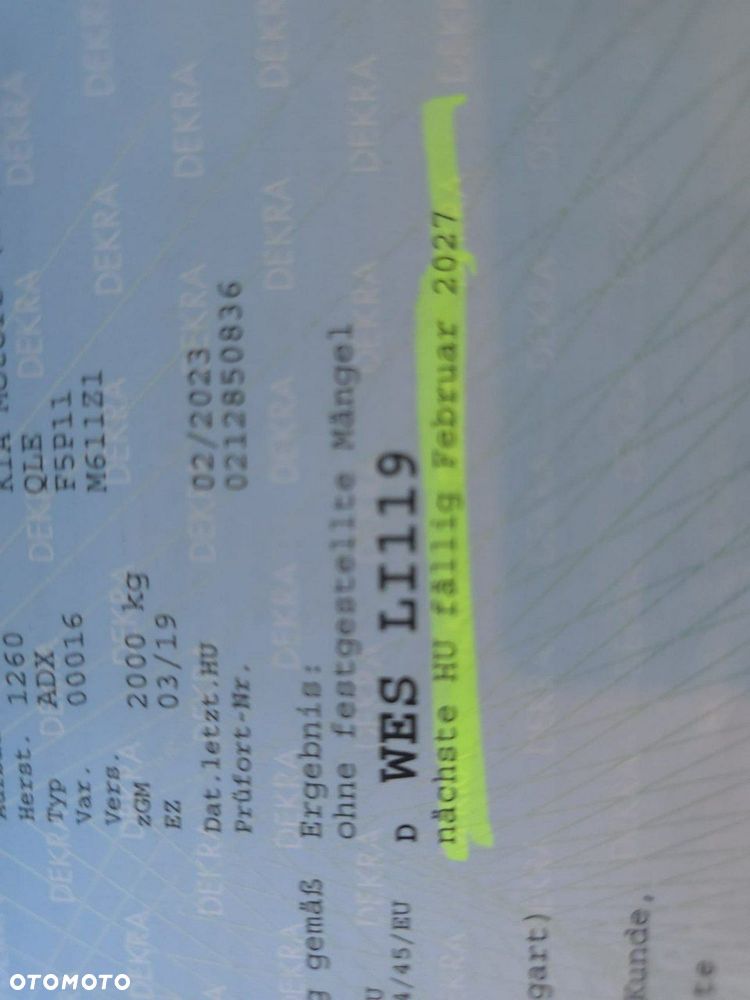 KIA
Herst. 1260 QLE
Typ ADX F5P11
Var. 00016 M611Z1
Vers.
zGM 2000 kg
EZ 03/19
Dat.letzt.HU 02/2023
Prüfort-Nr. 0212850836
g gemäß Ergebnis:
ohne festgestellte Mängel
U
4/45/EU D WES LI119
nächste HU fällig Februar 2027
gart)
Kunde,
te
DEKRA
OTOMOTO